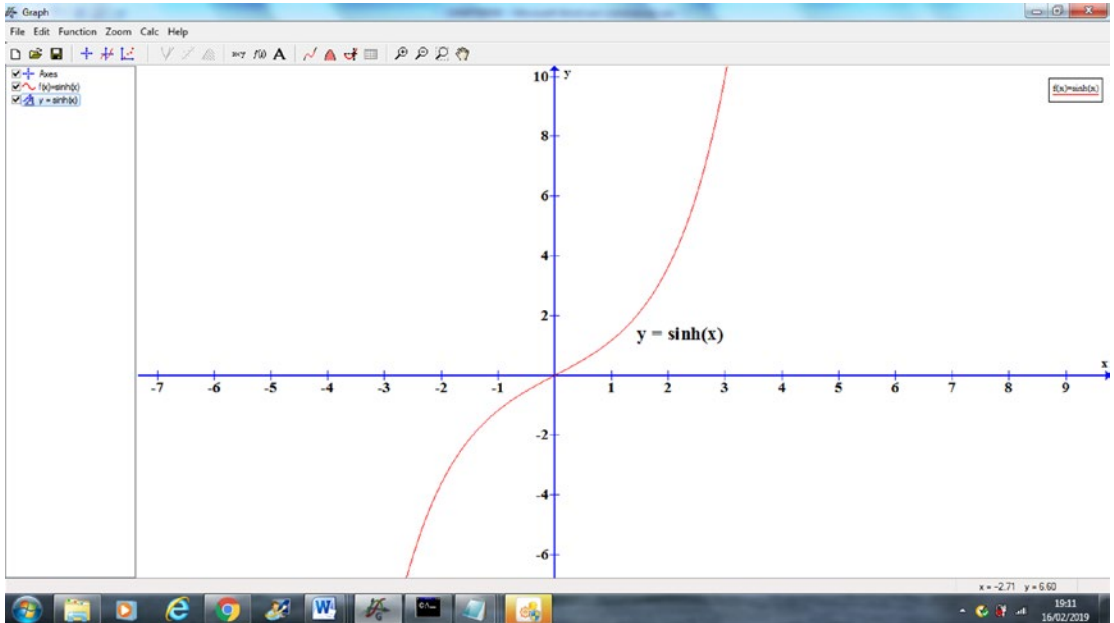 Graph
File Edit Function Zoom Calc Help
Axes
f(x)=sinh(x)
y = sinh(x)
f(x)=sinh(x)
y
10
8
6
4
2
-2
-4
-6
y = sinh(x)
x
-7 -6 -5 -4 -3 -2 -1 1 2 3 4 5 6 7 8 9
x = -2.71 y = 6.60
19:11
16/02/2019